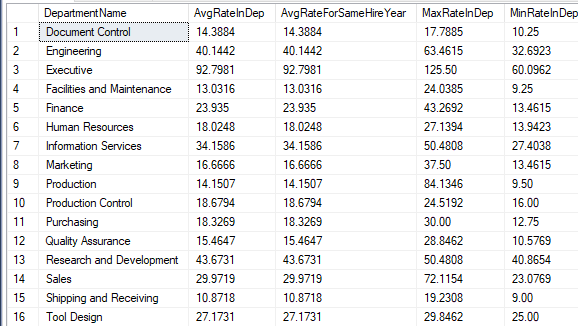 DepartmentName AvgRateInDep AvgRateForSameHireYear MaxRateInDep MinRateInDep
1 Document Control 14.3884 14.3884 17.7885 10.25
2 Engineering 40.1442 40.1442 63.4615 32.6923
3 Executive 92.7981 92.7981 125.50 60.0962
4 Facilities and Maintenance 13.0316 13.0316 24.0385 9.25
5 Finance 23.935 23.935 43.2692 13.4615
6 Human Resources 18.0248 18.0248 27.1394 13.9423
7 Information Services 34.1586 34.1586 50.4808 27.4038
8 Marketing 16.6666 16.6666 37.50 13.4615
9 Production 14.1507 14.1507 84.1346 9.50
10 Production Control 18.6794 18.6794 24.5192 16.00
11 Purchasing 18.3269 18.3269 30.00 12.75
12 Quality Assurance 15.4647 15.4647 28.8462 10.5769
13 Research and Development 43.6731 43.6731 50.4808 40.8654
14 Sales 29.9719 29.9719 72.1154 23.0769
15 Shipping and Receiving 10.8718 10.8718 19.2308 9.00
16 Tool Design 27.1731 27.1731 29.8462 25.00